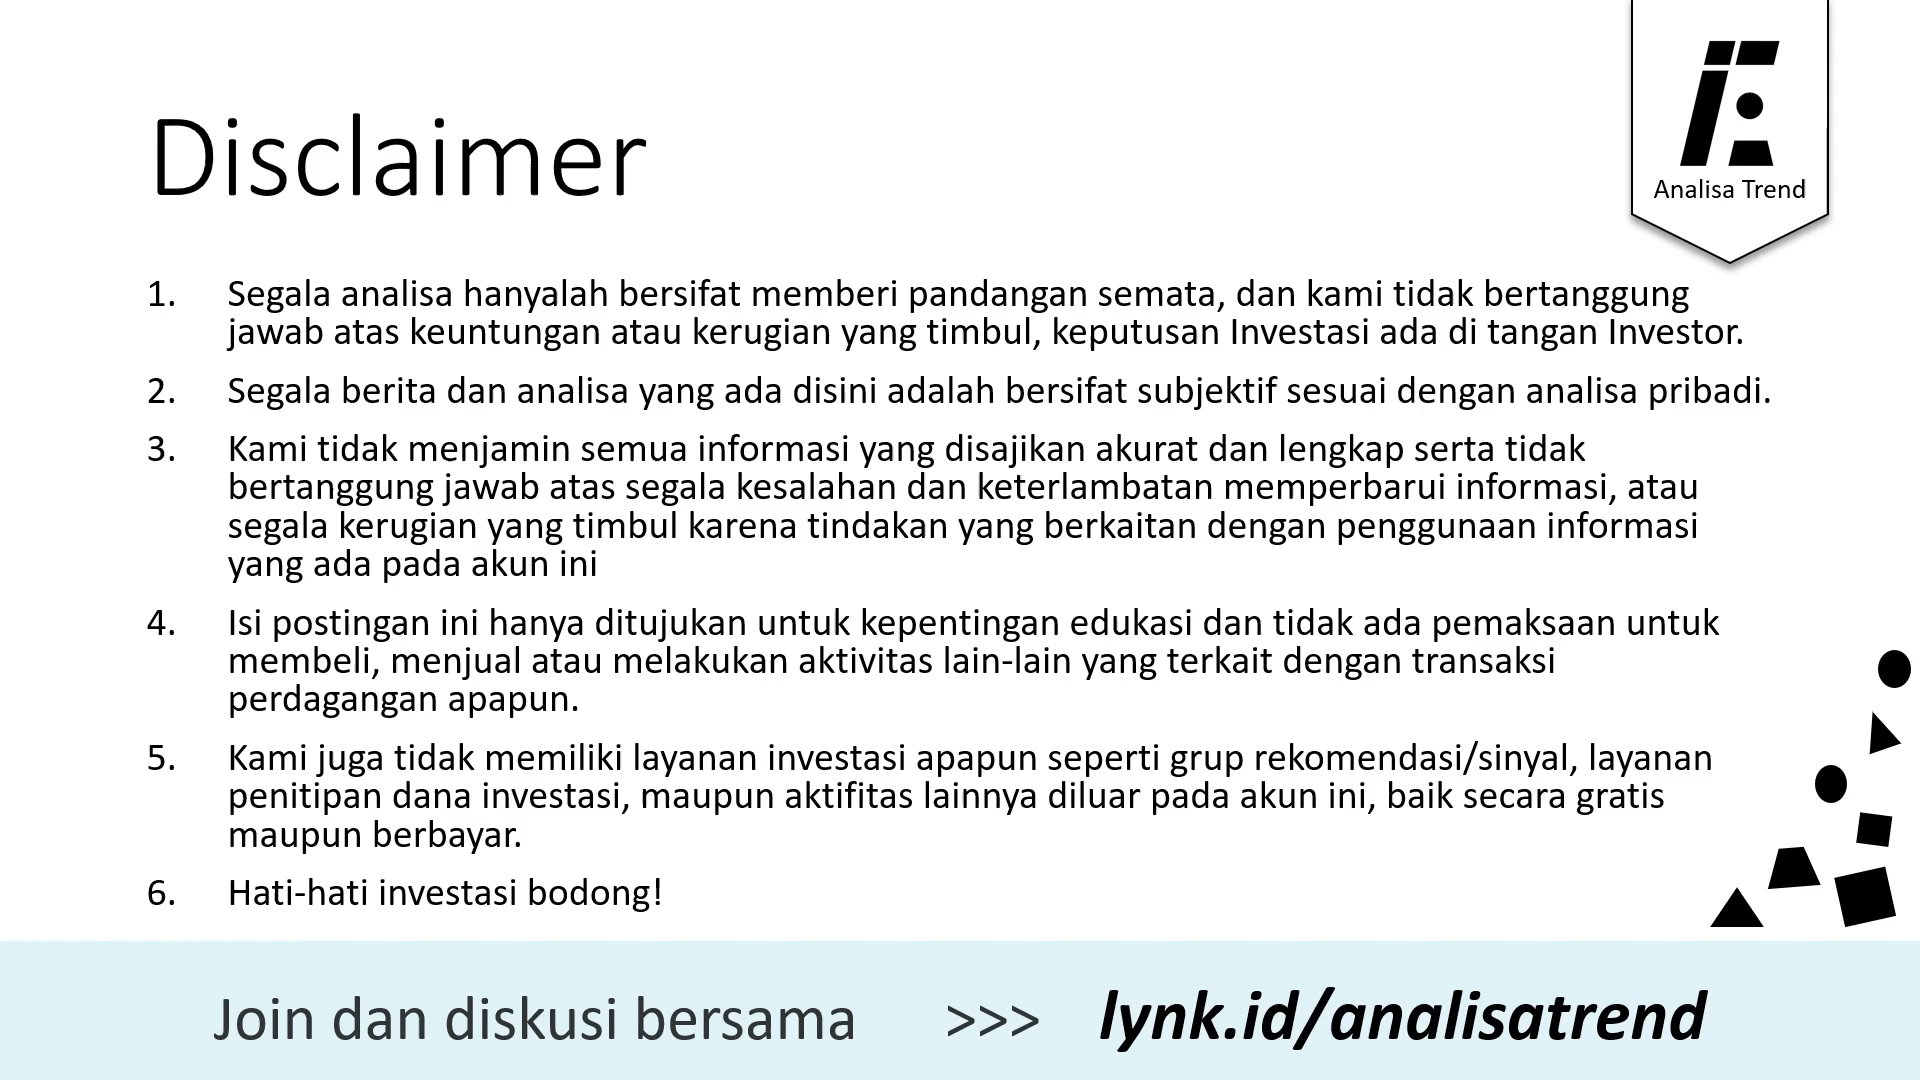 Disclaimer
Analisa Trend
1. Segala analisa hanyalah bersifat memberi pandangan semata, dan kami tidak bertanggung
jawab atas keuntungan atau kerugian yang timbul, keputusan Investasi ada di tangan Investor.
2. Segala berita dan analisa yang ada disini adalah bersifat subjektif sesuai dengan analisa pribadi.
3. Kami tidak menjamin semua informasi yang disajikan akurat dan lengkap serta tidak
bertanggung jawab atas segala kesalahan dan keterlambatan memperbarui informasi, atau
segala kerugian yang timbul karena tindakan yang berkaitan dengan penggunaan informasi
yang ada pada akun ini
4. Isi postingan ini hanya ditujukan untuk kepentingan edukasi dan tidak ada pemaksaan untuk
membeli, menjual atau melakukan aktivitas lain-lain yang terkait dengan transaksi
perdagangan apapun.
5. Kami juga tidak memiliki layanan investasi apapun seperti grup rekomendasi/sinyal, layanan
penitipan dana investasi, maupun aktifitas lainnya diluar pada akun ini, baik secara gratis
maupun berbayar.
6. Hati-hati investasi bodong!
Join dan diskusi bersama >>> lynk.id/analisatrend